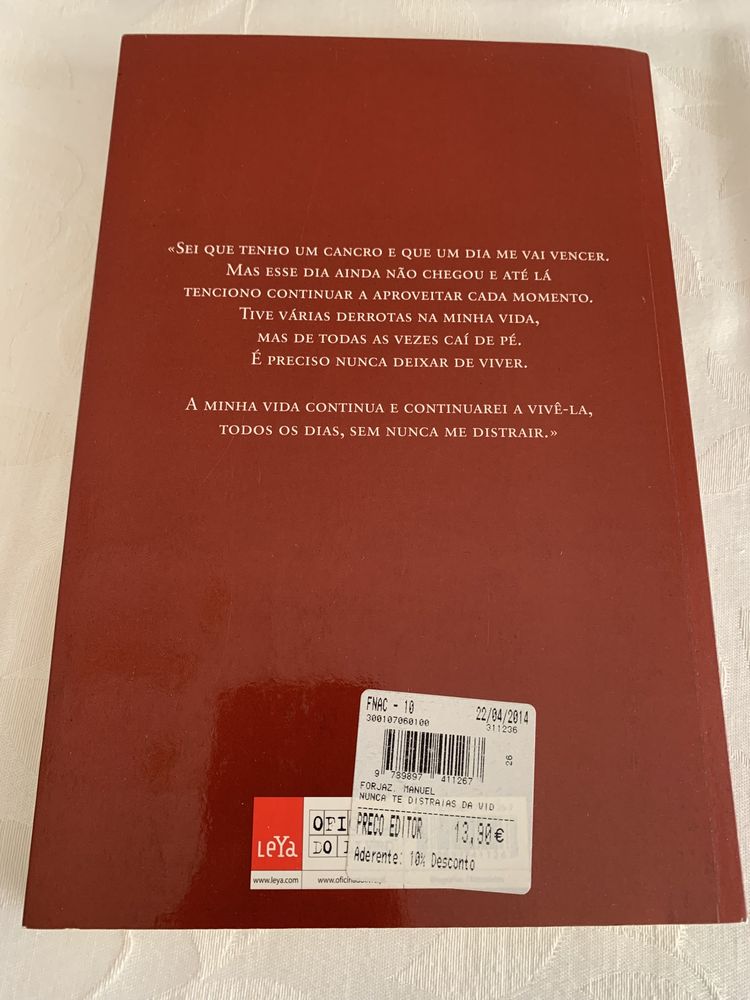 «Sei que tenho um cancro e que um dia me vai vencer.
Mas esse dia ainda não chegou e até lá
tenciono continuar a aproveitar cada momento.
Tive várias derrotas na minha vida,
mas de todas as vezes caí de pé.
É preciso nunca deixar de viver.
A minha vida continua e continuarei a vivê-la,
todos os dias, sem nunca me distrair.»
FNAC - 10 22/04/2014
300107060100 311236
26
9 789897 411267
FORJAZ, MANUEL
NUNCA TE DISTRAIAS DA VID
PRECO EDITOR 13,90€
Aderente: 10% Desconto
LeYa
OFI
DO
www.leya.com